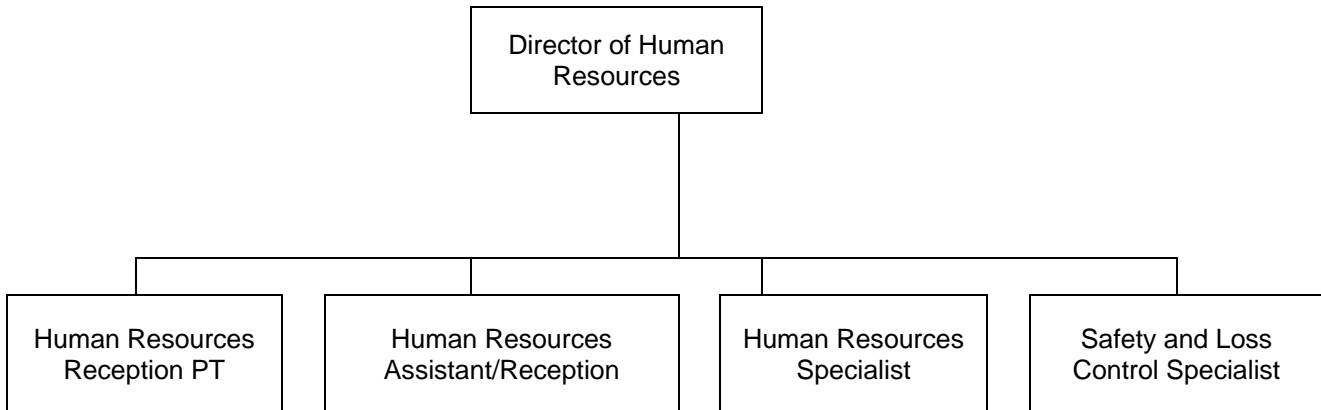 Director of Human
Resources
Human Resources
Reception PT
Human Resources
Assistant/Reception
Human Resources
Specialist
Safety and Loss
Control Specialist